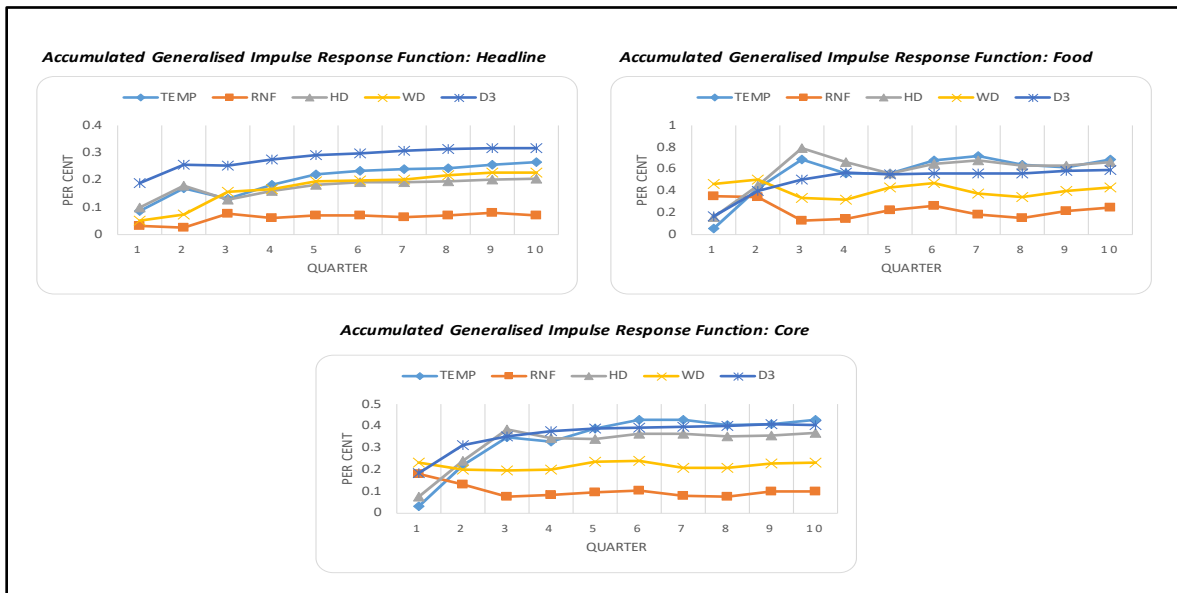 Accumulated Generalised Impulse Response Function: Headline
TEMP RNF HD WD D3
0.4
0.3
0.2
0.1
0
PER CENT
1 2 3 4 5 6 7 8 9 10
QUARTER
Accumulated Generalised Impulse Response Function: Food
TEMP RNF HD WD D3
1
0.8
0.6
0.4
0.2
0
PER CENT
1 2 3 4 5 6 7 8 9 10
QUARTER
Accumulated Generalised Impulse Response Function: Core
TEMP RNF HD WD D3
0.5
0.4
0.3
0.2
0.1
0
PER CENT
1 2 3 4 5 6 7 8 9 10
QUARTER